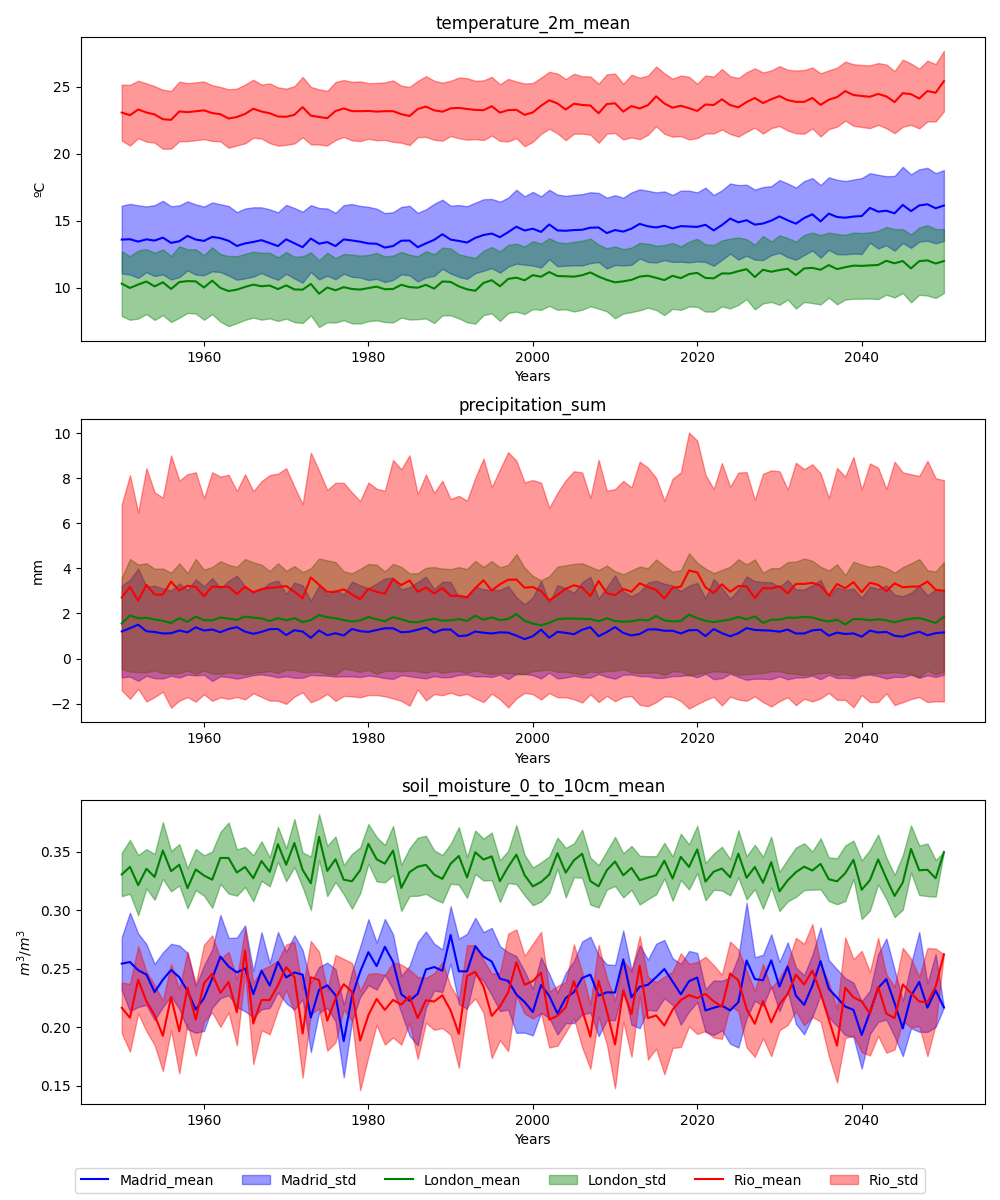 temperature_2m_mean
25
20
15
10
ºC
1960 1980 2000 2020 2040
Years
precipitation_sum
10
8
6
4
2
0
−2
mm
1960 1980 2000 2020 2040
Years
soil_moisture_0_to_10cm_mean
0.35
0.30
0.25
0.20
0.15
m³/m³
1960 1980 2000 2020 2040
Years
Madrid_mean Madrid_std London_mean London_std Rio_mean Rio_std